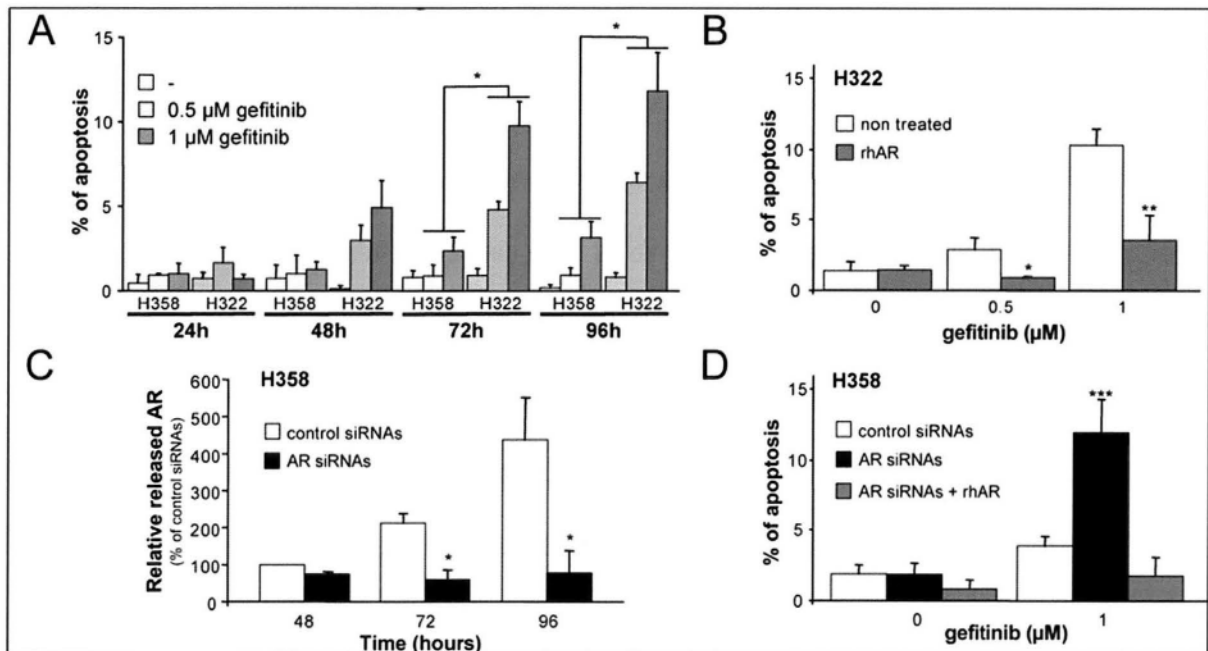 A
% of apoptosis
15
10
5
0
-
0.5 µM gefitinib
1 µM gefitinib
*
*
H358 H322 H358 H322 H358 H322 H358 H322
24h 48h 72h 96h
B
H322
% of apoptosis
15
10
5
0
non treated
rhAR
*
**
0 0.5 1
gefitinib (µM)
C
H358
Relative released AR
(% of control siRNAs)
600
500
400
300
200
100
0
control siRNAs
AR siRNAs
*
*
48 72 96
Time (hours)
D
H358
% of apoptosis
15
10
5
0
control siRNAs
AR siRNAs
AR siRNAs + rhAR
***
0 1
gefitinib (µM)